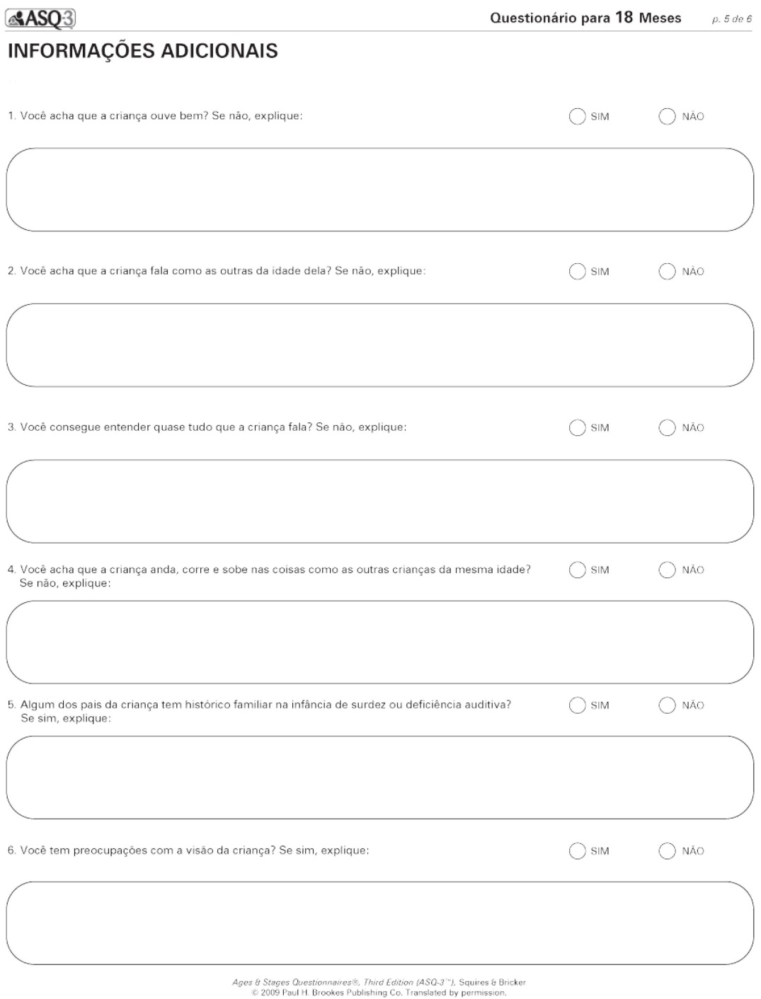 ASQ-3
Questionário para 18 Meses p. 5 de 6
INFORMAÇÕES ADICIONAIS
1. Você acha que a criança ouve bem? Se não, explique: SIM NÃO
2. Você acha que a criança fala como as outras da idade dela? Se não, explique: SIM NÃO
3. Você consegue entender quase tudo que a criança fala? Se não, explique: SIM NÃO
4. Você acha que a criança anda, corre e sobe nas coisas como as outras crianças da mesma idade? SIM NÃO
Se não, explique:
5. Algum dos pais da criança tem histórico familiar na infância de surdez ou deficiência auditiva? SIM NÃO
Se sim, explique:
6. Você tem preocupações com a visão da criança? Se sim, explique: SIM NÃO
Ages & Stages Questionnaires®, Third Edition (ASQ-3™), Squires & Bricker
© 2009 Paul H. Brookes Publishing Co. Translated by permission.